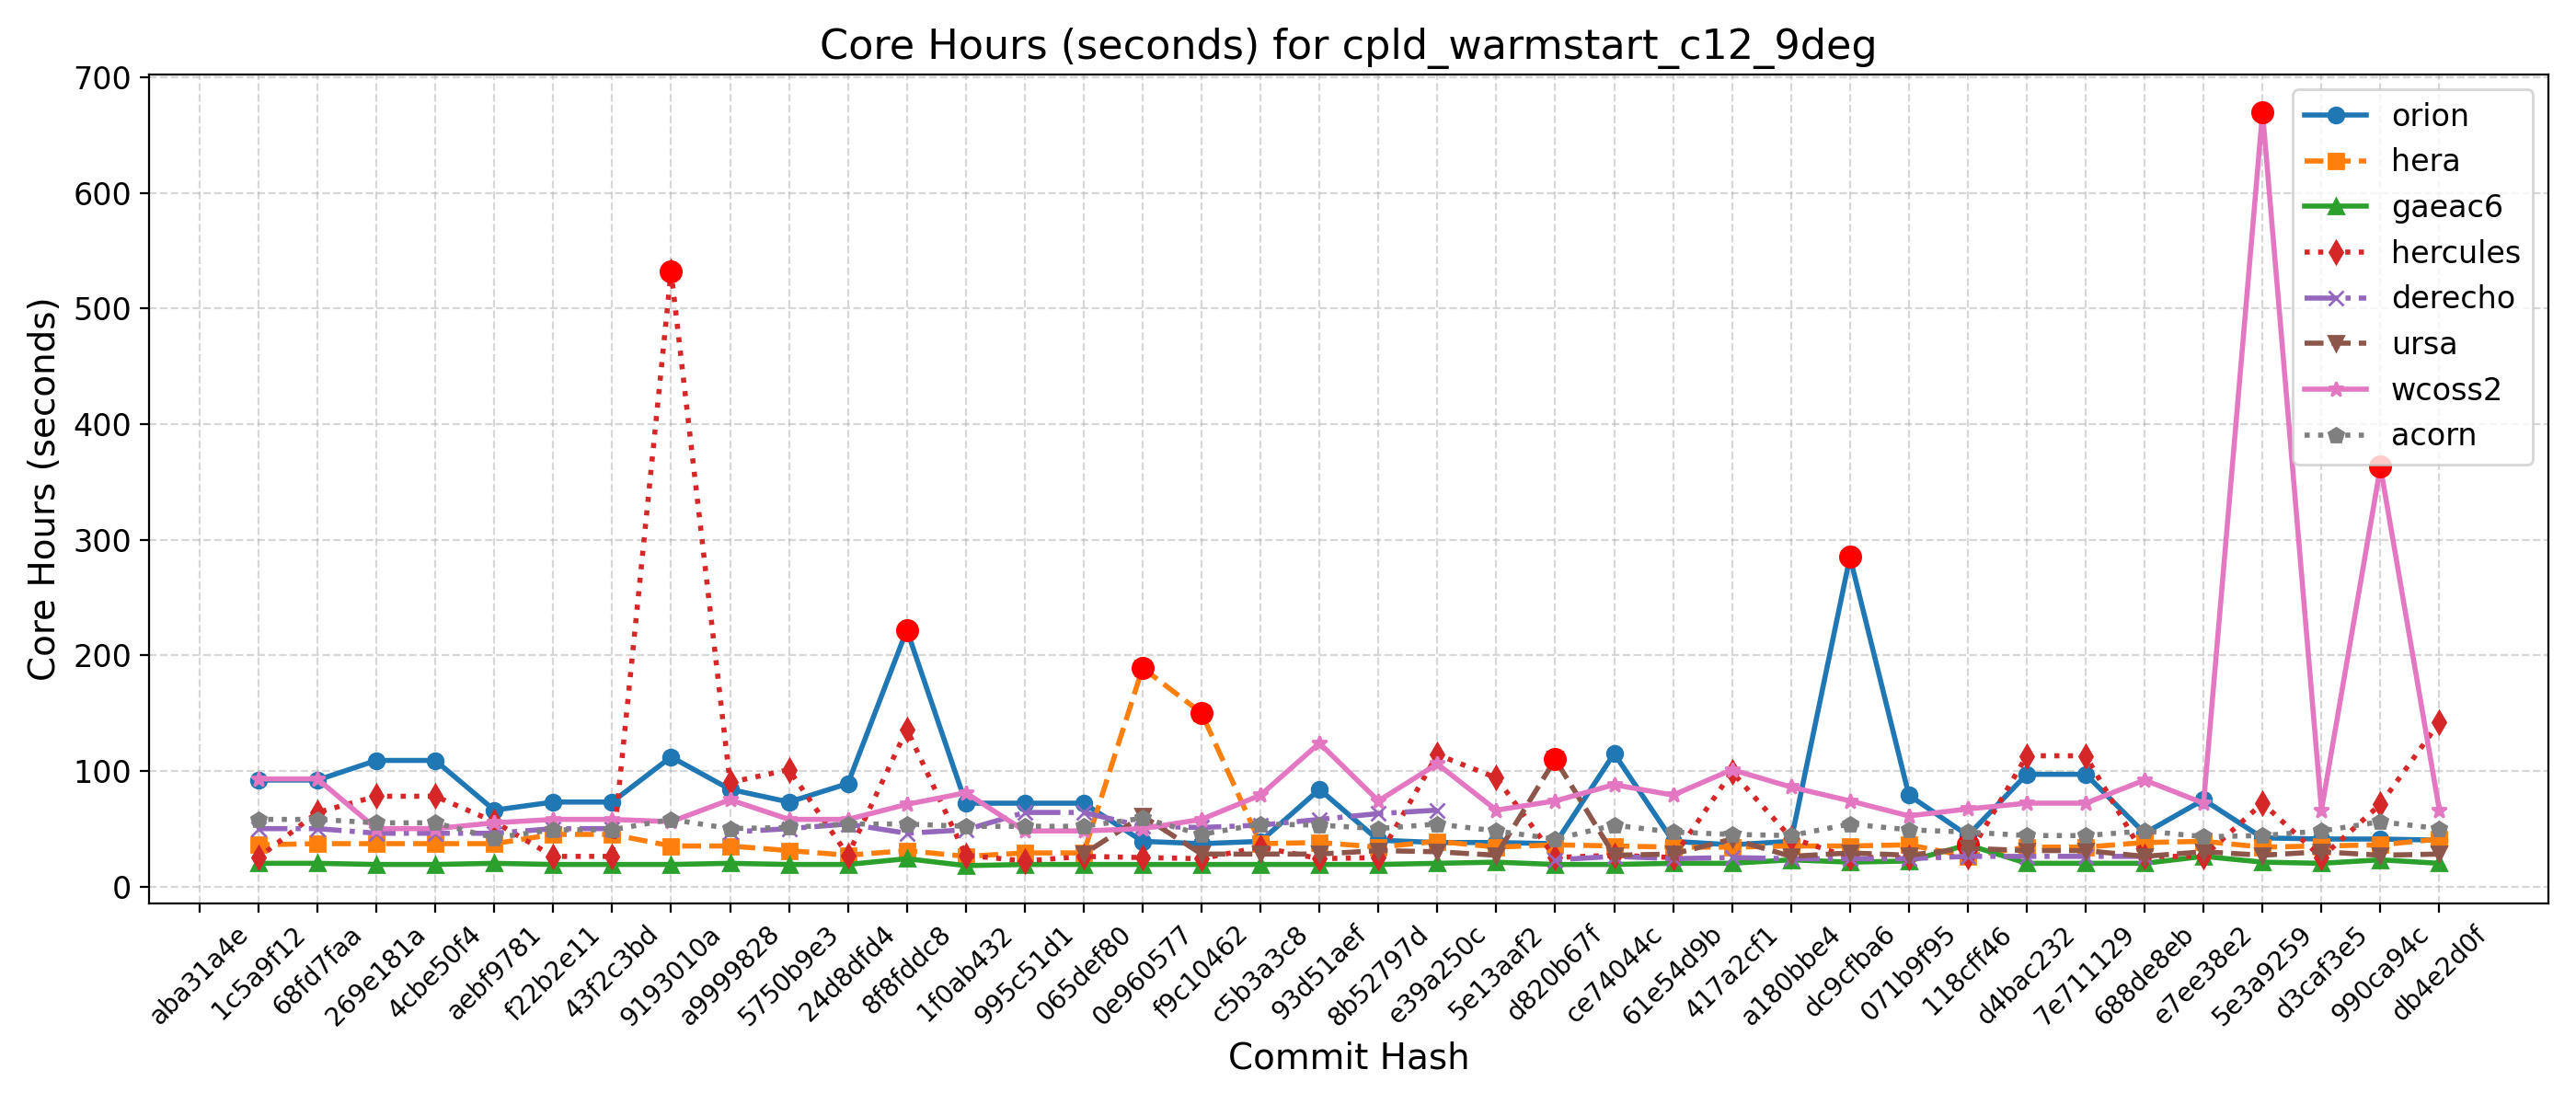 Core Hours (seconds) for cpld_warmstart_c12_9deg
Core Hours (seconds)
700
600
500
400
300
200
100
0
orion
hera
gaeac6
hercules
derecho
ursa
wcoss2
acorn
aba31a4e
1c5a9f12
68fd7faa
269e181a
4cbe50f4
aebf9781
f22b2e11
43f2c3bd
9193010a
a9999828
5750b9e3
24d8dfd4
8f8fddc8
1f0ab432
995c51d1
065def80
0e960577
f9c10462
c5b3a3c8
93d51aef
8b52797d
e39a250c
5e13aaf2
d820b67f
ce74044c
61e54d9b
417a2cf1
a180bbe4
dc9cfba6
071b9f95
118cff46
d4bac232
7e711129
688de8eb
e7ee38e2
5e3a9259
d3caf3e5
990ca94c
db4e2d0f
Commit Hash